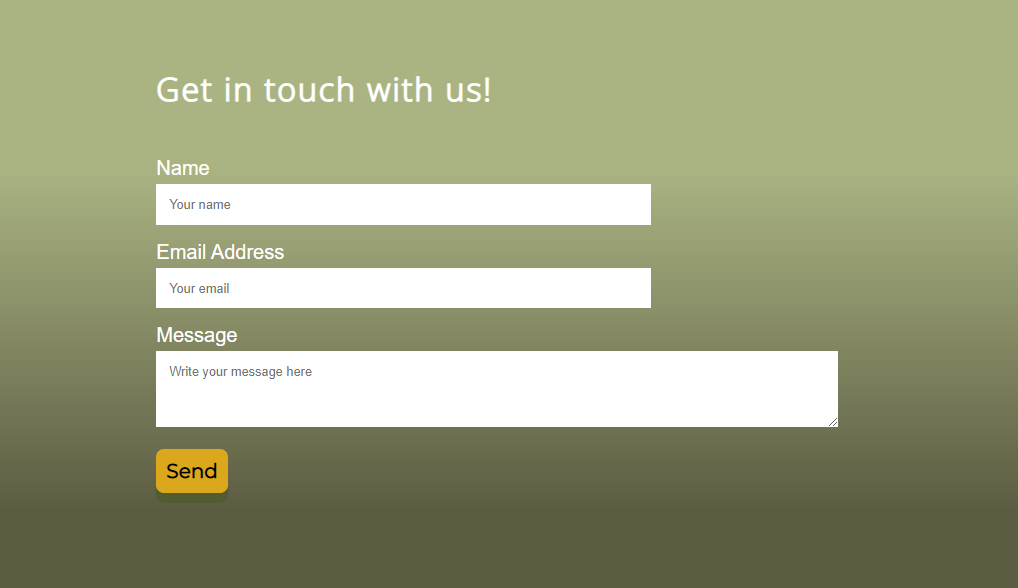 Get in touch with us!
Name
Your name
Email Address
Your email
Message
Write your message here
Send